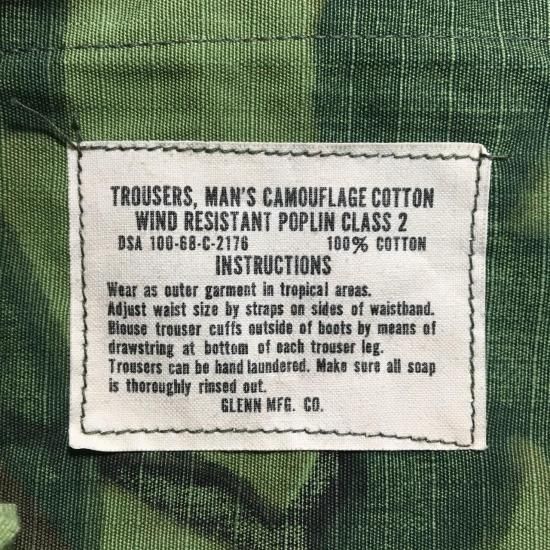 TROUSERS, MAN'S CAMOUFLAGE COTTON
WIND RESISTANT POPLIN CLASS 2
DSA 100-68-C-2176 100% COTTON
INSTRUCTIONS
Wear as outer garment in tropical areas.
Adjust waist size by straps on sides of waistband.
Blouse trouser cuffs outside of boots by means of
drawstring at bottom of each trouser leg.
Trousers can be hand laundered. Make sure all soap
is thoroughly rinsed out.
GLENN MFG. CO.